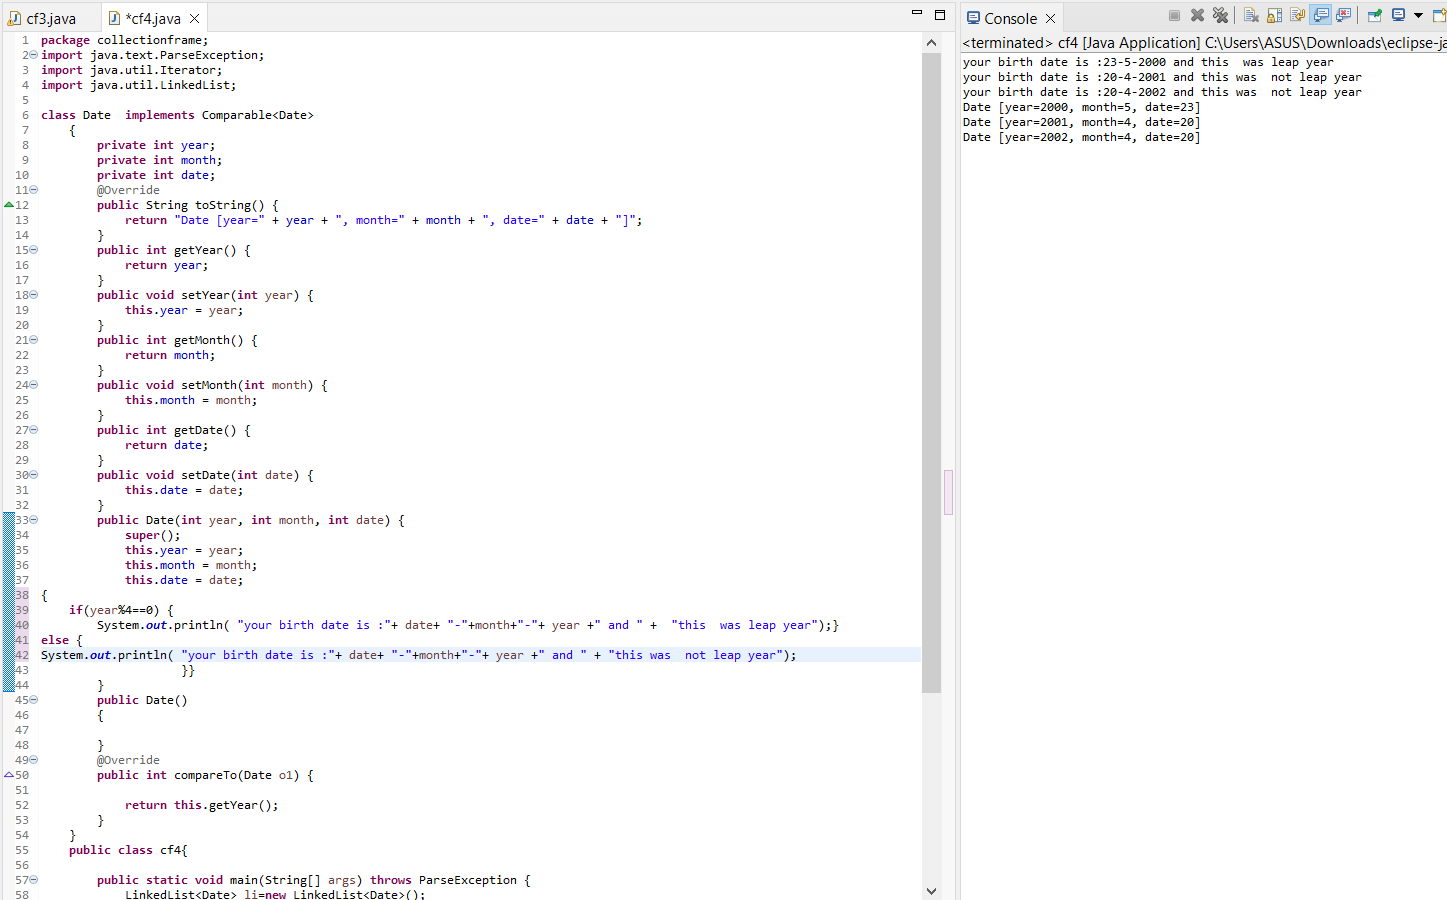 cf3.java
*cf4.java
1 package collectionframe;
2 import java.text.ParseException;
3 import java.util.Iterator;
4 import java.util.LinkedList;
5
6 class Date  implements Comparable<Date>
7     {
8         private int year;
9         private int month;
10         private int date;
11         @Override
12         public String toString() {
13             return "Date [year=" + year + ", month=" + month + ", date=" + date + "]";
14         }
15         public int getYear() {
16             return year;
17         }
18         public void setYear(int year) {
19             this.year = year;
20         }
21         public int getMonth() {
22             return month;
23         }
24         public void setMonth(int month) {
25             this.month = month;
26         }
27         public int getDate() {
28             return date;
29         }
30         public void setDate(int date) {
31             this.date = date;
32         }
33         public Date(int year, int month, int date) {
34             super();
35             this.year = year;
36             this.month = month;
37             this.date = date;
38 {
39     if(year%4==0) {
40         System.out.println( "your birth date is :"+ date+ "-"+month+"-"+ year +" and " +  "this  was leap year");}
41 else {
42 System.out.println( "your birth date is :"+ date+ "-"+month+"-"+ year +" and " + "this was  not leap year");
43                     }}
44         }
45         public Date()
46         {
47
48         }
49         @Override
50         public int compareTo(Date o1) {
51
52             return this.getYear();
53         }
54     }
55     public class cf4{
56
57         public static void main(String[] args) throws ParseException {
58             LinkedList<Date> li=new LinkedList<Date>();
Console
<terminated> cf4 [Java Application] C:\Users\ASUS\Downloads\eclipse-ja
your birth date is :23-5-2000 and this  was leap year
your birth date is :20-4-2001 and this was  not leap year
your birth date is :20-4-2002 and this was  not leap year
Date [year=2000, month=5, date=23]
Date [year=2001, month=4, date=20]
Date [year=2002, month=4, date=20]